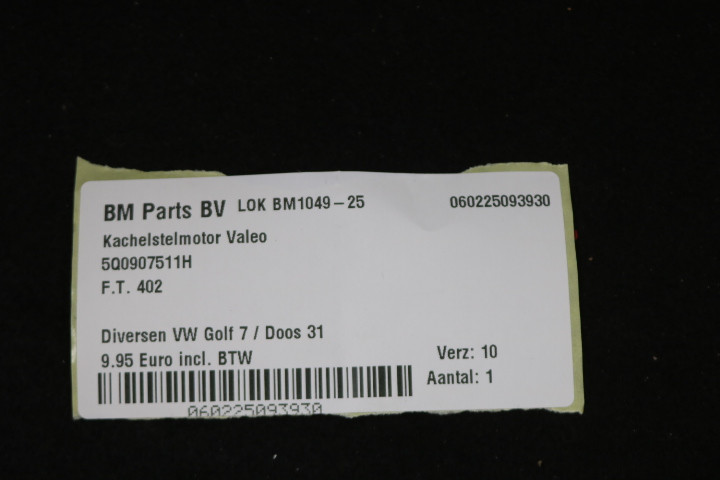 BM Parts BV LOK BM1049-25 060225093930
Kachelstelmotor Valeo
5Q0907511H
F.T. 402
Diversen VW Golf 7 / Doos 31
9.95 Euro incl. BTW Verz: 10
Aantal: 1
060225093930